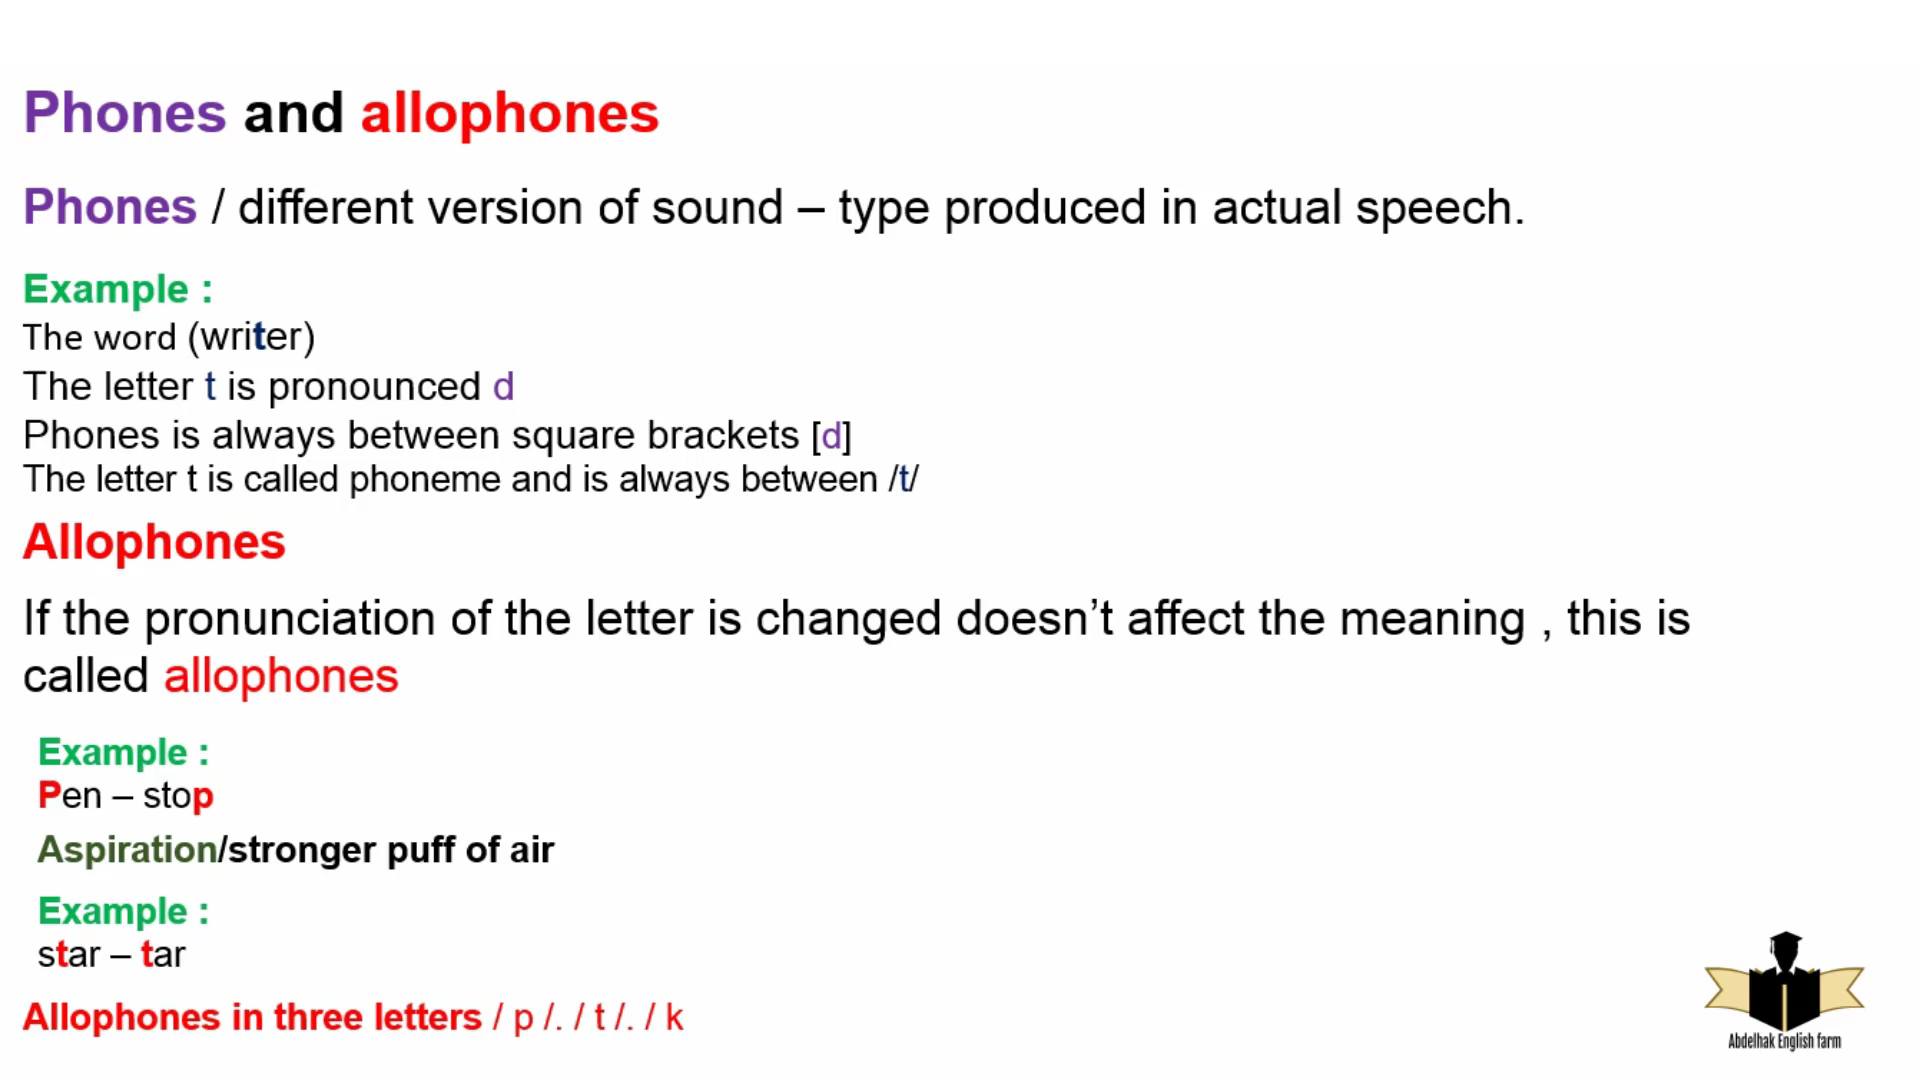 Phones and allophones
Phones / different version of sound – type produced in actual speech.
Example :
The word (writer)
The letter t is pronounced d
Phones is always between square brackets [d]
The letter t is called phoneme and is always between /t/
Allophones
If the pronunciation of the letter is changed doesn’t affect the meaning , this is
called allophones
Example :
Pen – stop
Aspiration/stronger puff of air
Example :
star – tar
Allophones in three letters / p /. / t /. / k
Abdelhak English farm